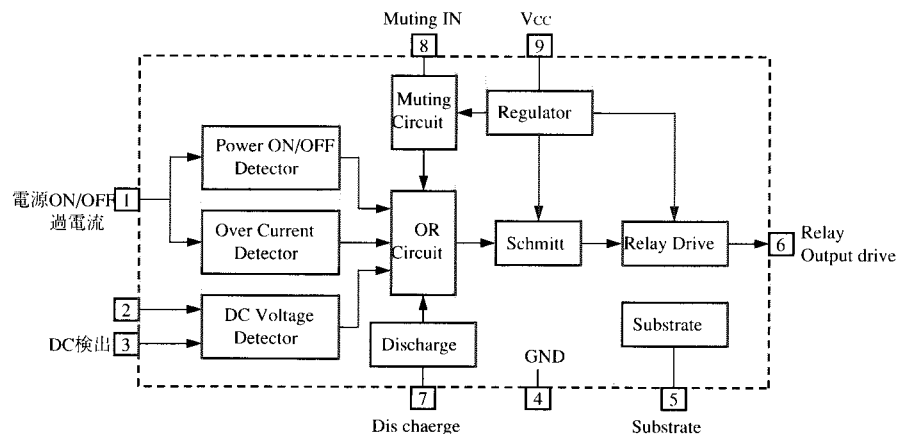 Muting IN
Vcc
8
9
Muting
Circuit
Regulator
Power ON/OFF
Detector
電源ON/OFF
過電流
1
Over Current
Detector
OR
Circuit
Schmitt
Relay Drive
6
Relay
Output drive
2
DC検出
3
DC Voltage
Detector
Discharge
Substrate
GND
7
4
5
Dis chaerge
Substrate